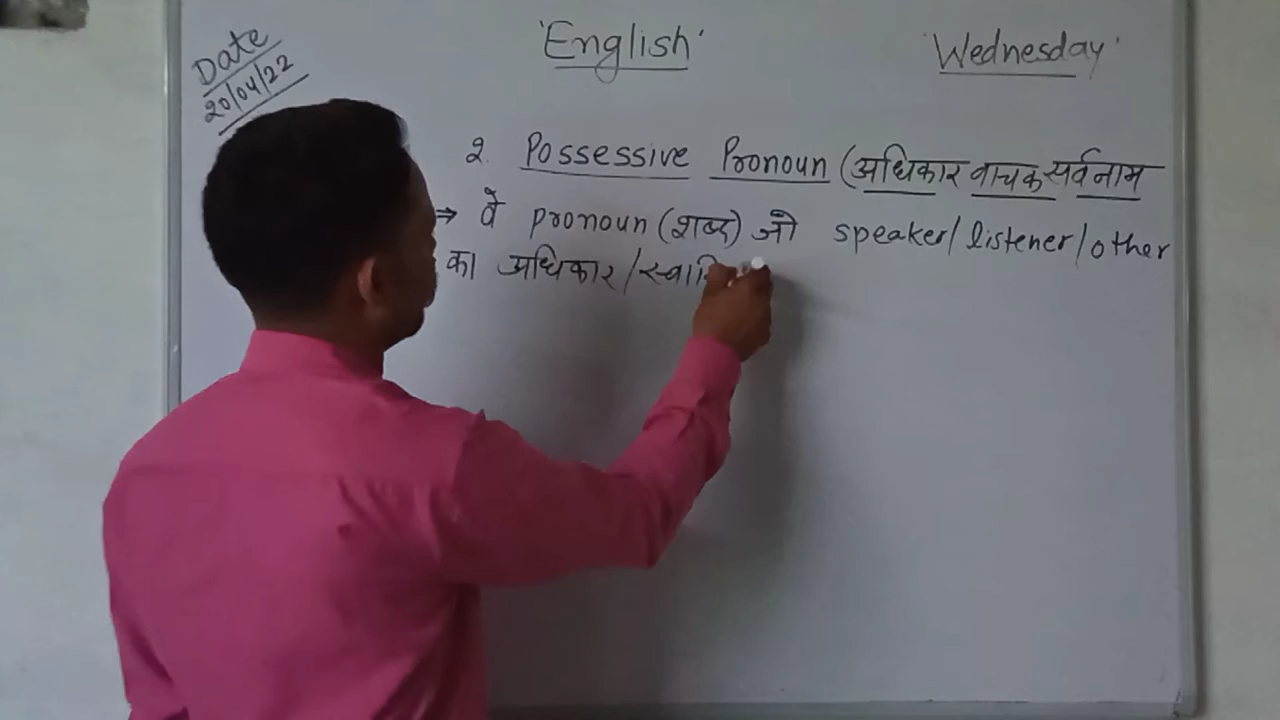 Date
20/04/22
'English'
'Wednesday'
2. Possessive Pronoun (अधिकार वाचक सर्वनाम
⇒ वे pronoun (शब्द) जो speaker/listener/other
का अधिकार/